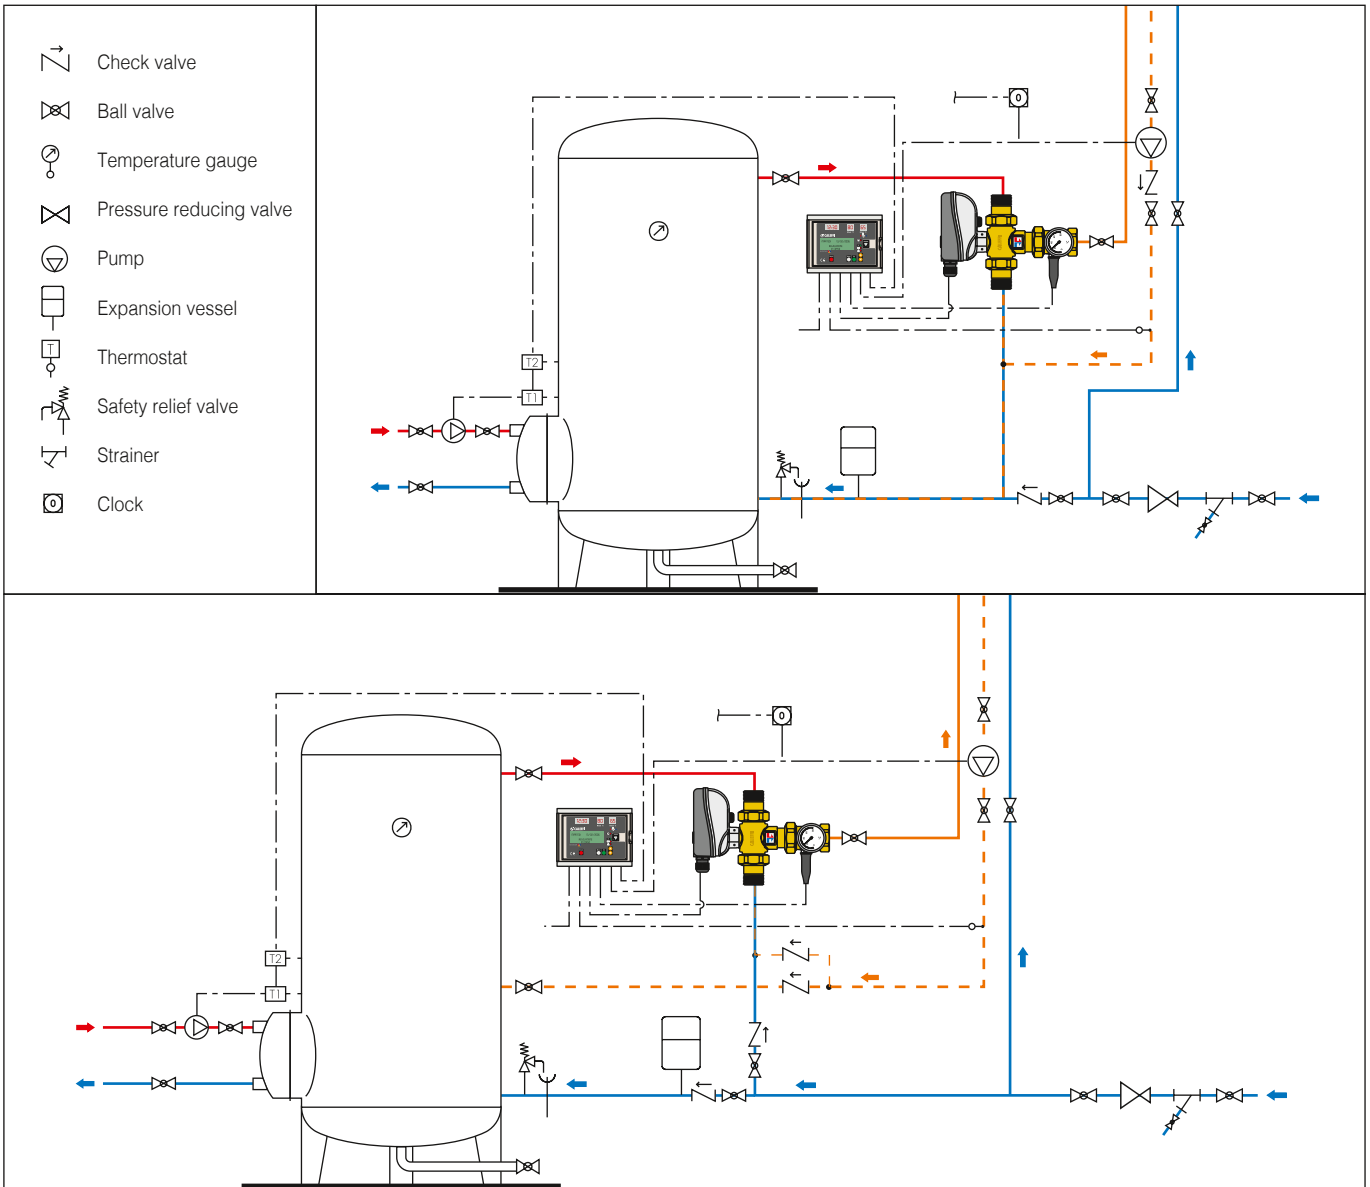 Check valve
Ball valve
Temperature gauge
Pressure reducing valve
Pump
Expansion vessel
T
Thermostat
Safety relief valve
Strainer
Clock
T2
T1
T2
T1